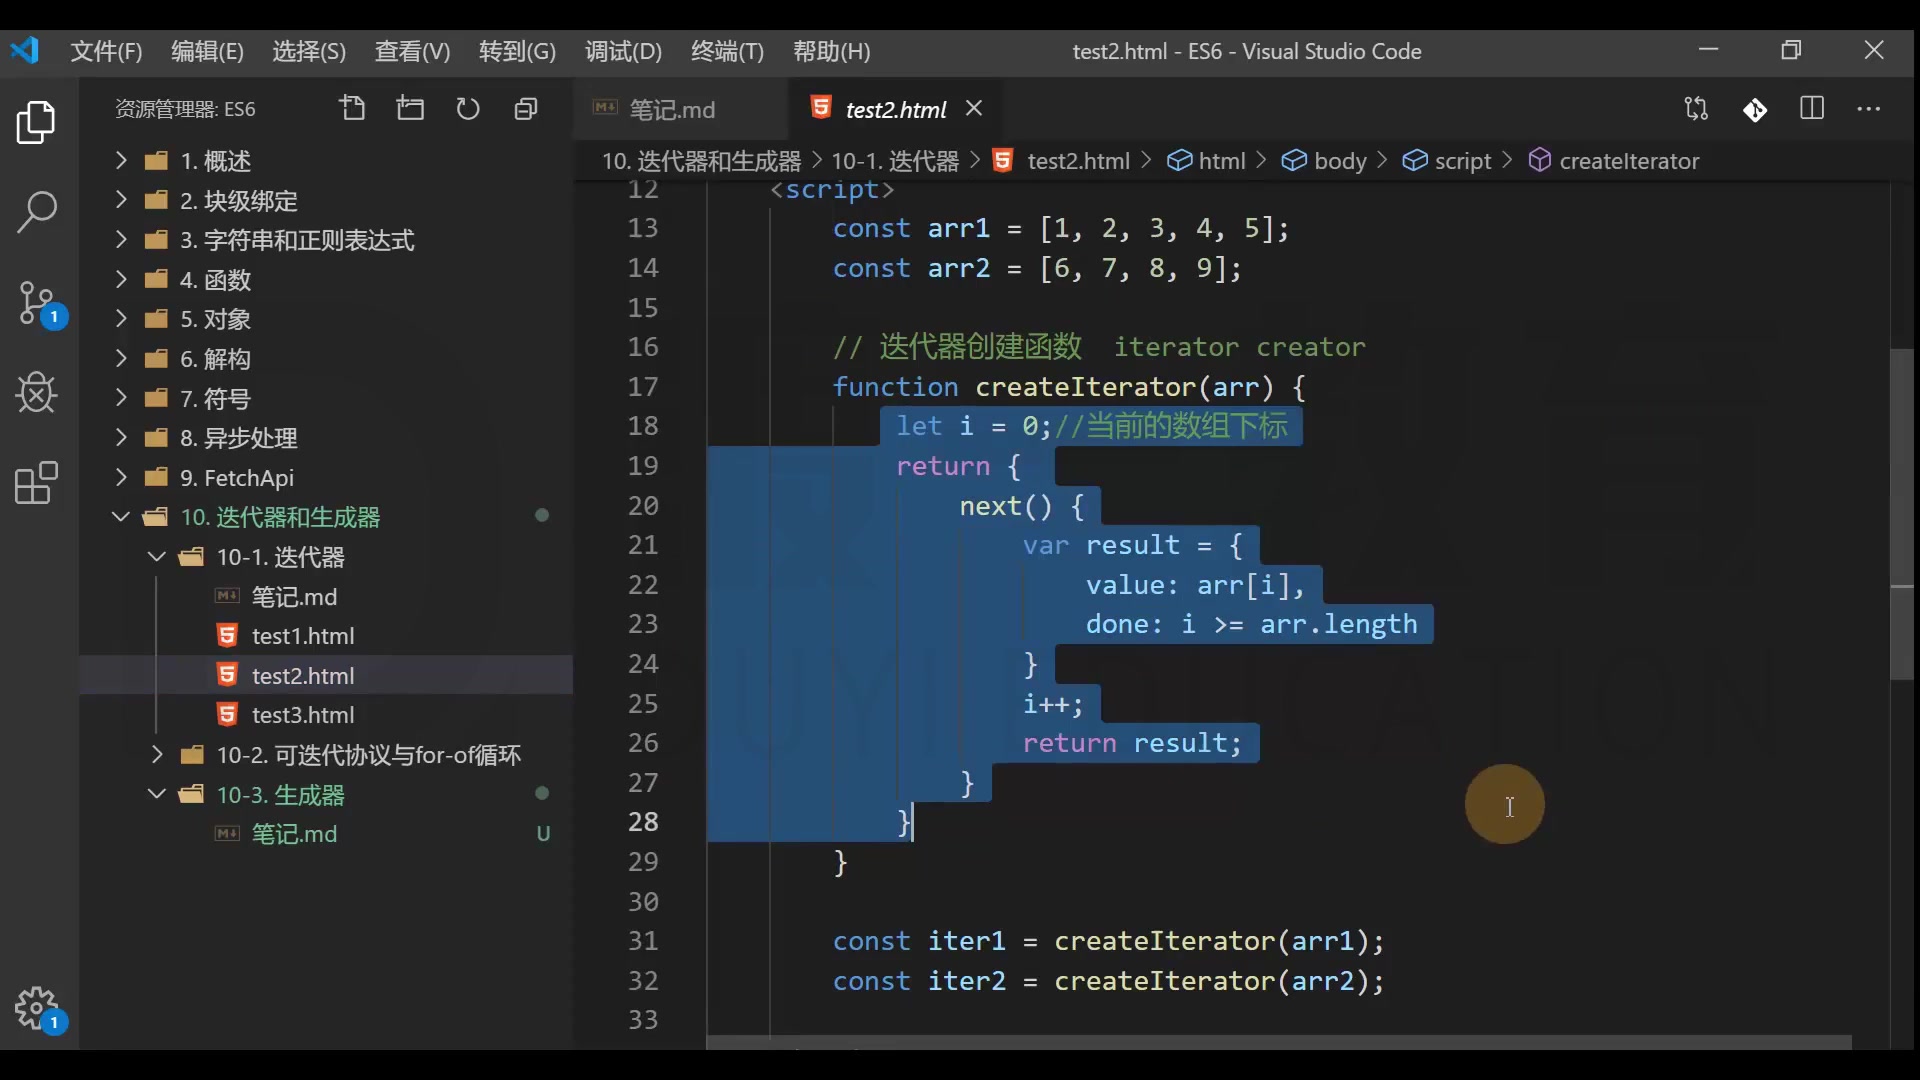 文件(F) 编辑(E) 选择(S) 查看(V) 转到(G) 调试(D) 终端(T) 帮助(H) test2.html - ES6 - Visual Studio Code
资源管理器: ES6
1. 概述
2. 块级绑定
3. 字符串和正则表达式
4. 函数
5. 对象
6. 解构
7. 符号
8. 异步处理
9. FetchApi
10. 迭代器和生成器
10-1. 迭代器
笔记.md
test1.html
test2.html
test3.html
10-2. 可迭代协议与for-of循环
10-3. 生成器
笔记.md U
1
1
笔记.md test2.html
10. 迭代器和生成器 > 10-1. 迭代器 > test2.html > html > body > script > createIterator
12 <script>
13 const arr1 = [1, 2, 3, 4, 5];
14 const arr2 = [6, 7, 8, 9];
15
16 // 迭代器创建函数  iterator creator
17 function createIterator(arr) {
18 let i = 0;//当前的数组下标
19 return {
20 next() {
21 var result = {
22 value: arr[i],
23 done: i >= arr.length
24 }
25 i++;
26 return result;
27 }
28 }
29 }
30
31 const iter1 = createIterator(arr1);
32 const iter2 = createIterator(arr2);
33